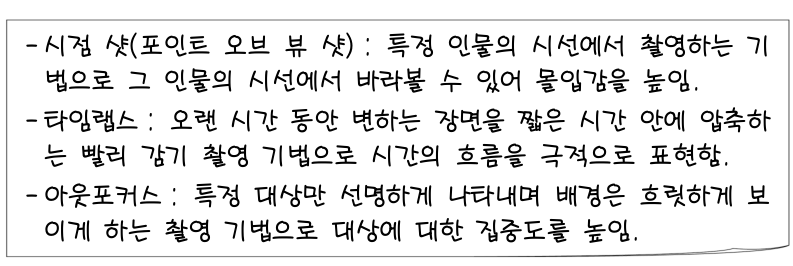 - 시점 샷(포인트 오브 뷰 샷) : 특정 인물의 시선에서 촬영하는 기
법으로 그 인물의 시선에서 바라볼 수 있어 몰입감을 높임.
- 타임랩스 : 오랜 시간 동안 변하는 장면을 짧은 시간 안에 압축하
는 빨리 감기 촬영 기법으로 시간의 흐름을 극적으로 표현함.
- 아웃포커스 : 특정 대상만 선명하게 나타내며 배경은 흐릿하게 보
이게 하는 촬영 기법으로 대상에 대한 집중도를 높임.